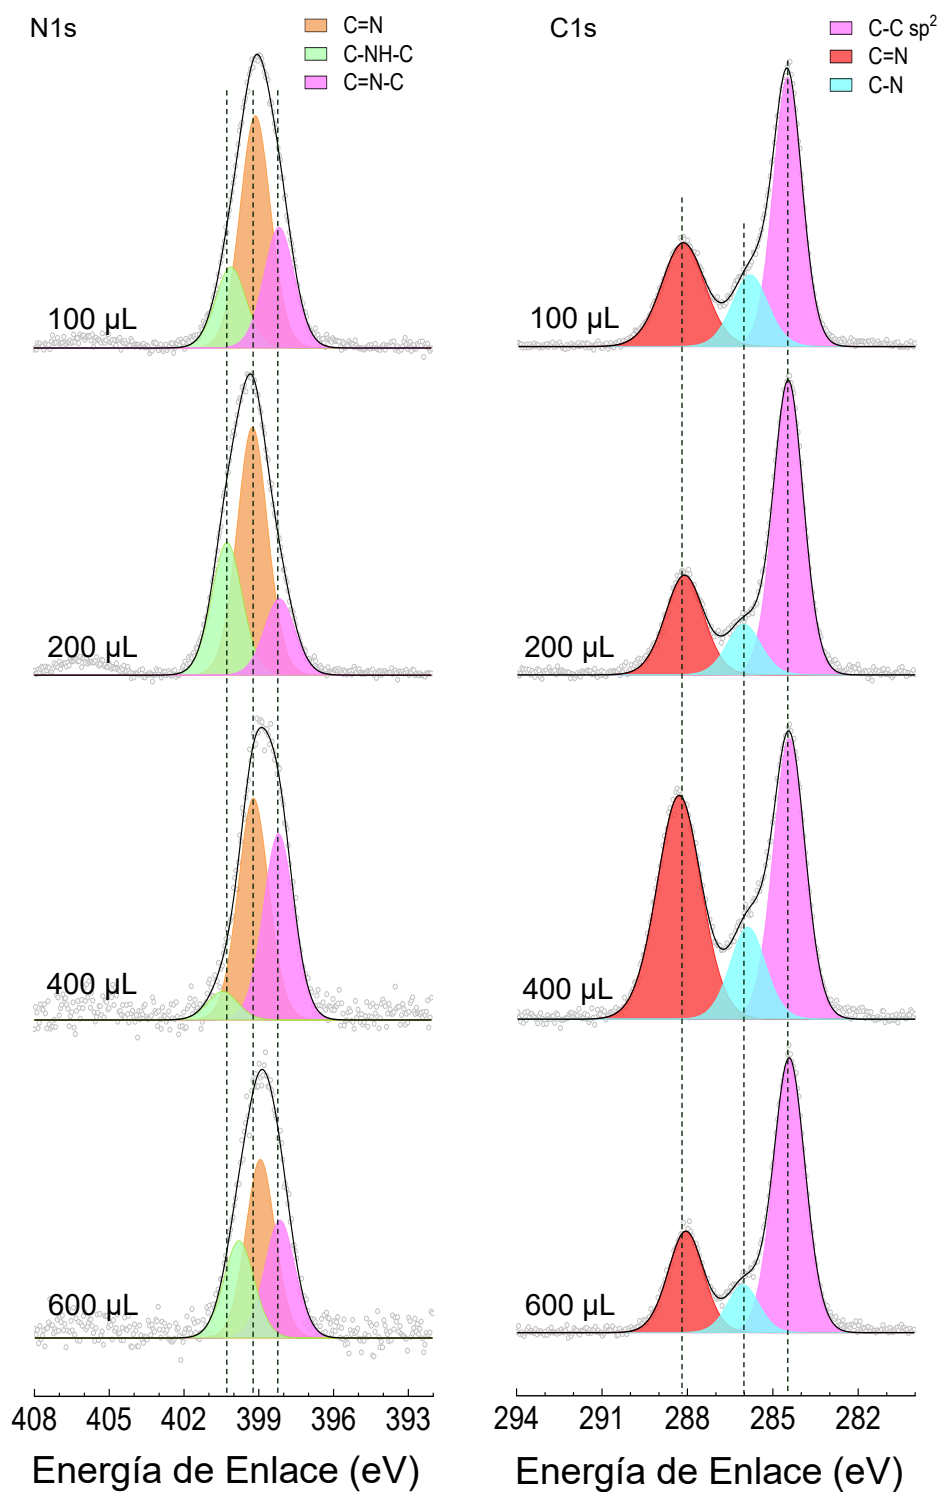 N1s
C=N
C-NH-C
C=N-C
100 µL
200 µL
400 µL
600 µL
408 405 402 399 396 393
Energía de Enlace (eV)
C1s
C-C sp²
C=N
C-N
100 µL
200 µL
400 µL
600 µL
294 291 288 285 282
Energía de Enlace (eV)